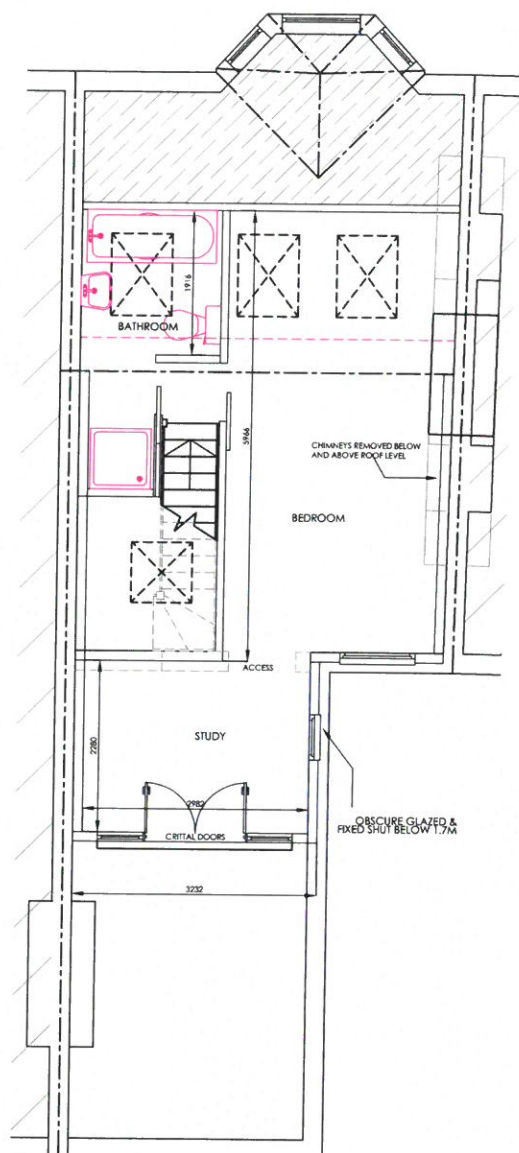 1916
BATHROOM
5966
CHIMNEYS REMOVED BELOW
AND ABOVE ROOF LEVEL
BEDROOM
ACCESS
2280
STUDY
2982
OBSCURE GLAZED &
FIXED SHUT BELOW 1.7M
CRITTAL DOORS
3232